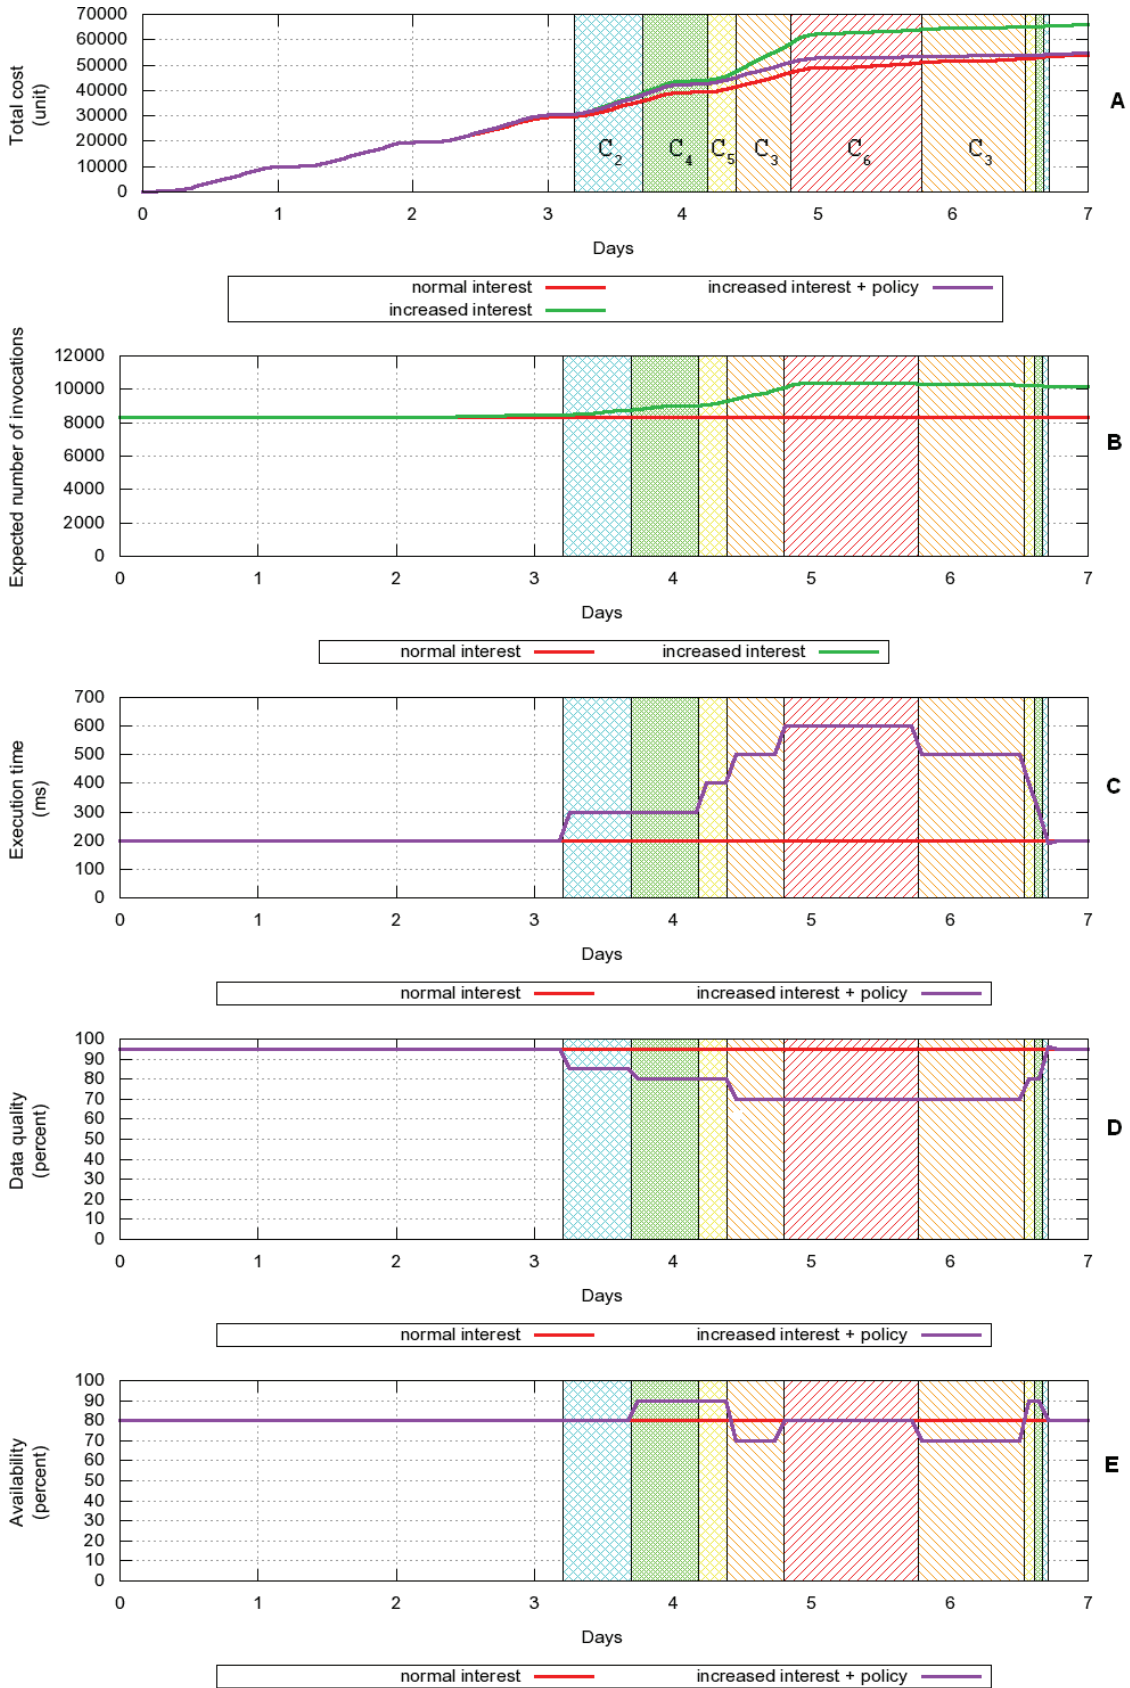 70000
60000
50000
40000
30000
20000
10000
0
Total cost
(unit)
A
C2 C4 C5 C3 C6 C3
0 1 2 3 4 5 6 7
Days
normal interest increased interest + policy
increased interest
12000
10000
8000
6000
4000
2000
0
Expected number of invocations
B
0 1 2 3 4 5 6 7
Days
normal interest increased interest
700
600
500
400
300
200
100
0
Execution time
(ms)
C
0 1 2 3 4 5 6 7
Days
normal interest increased interest + policy
100
90
80
70
60
50
40
30
20
10
0
Data quality
(percent)
D
0 1 2 3 4 5 6 7
Days
normal interest increased interest + policy
100
90
80
70
60
50
40
30
20
10
0
Availability
(percent)
E
0 1 2 3 4 5 6 7
Days
normal interest increased interest + policy